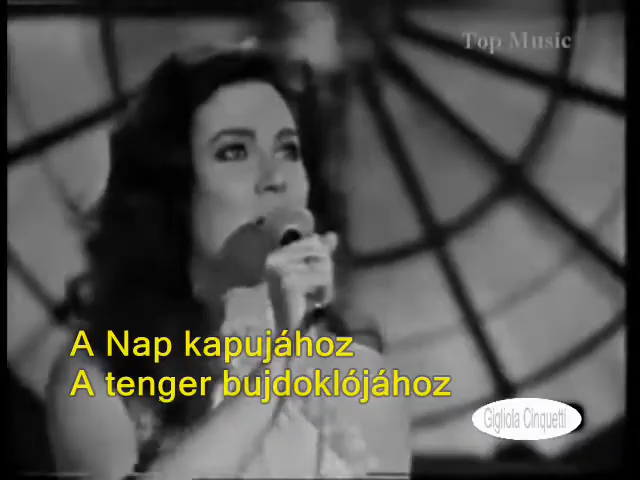 Top Music
A Nap kapujához
A tenger bujdoklójához
Gigliola Cinquetti